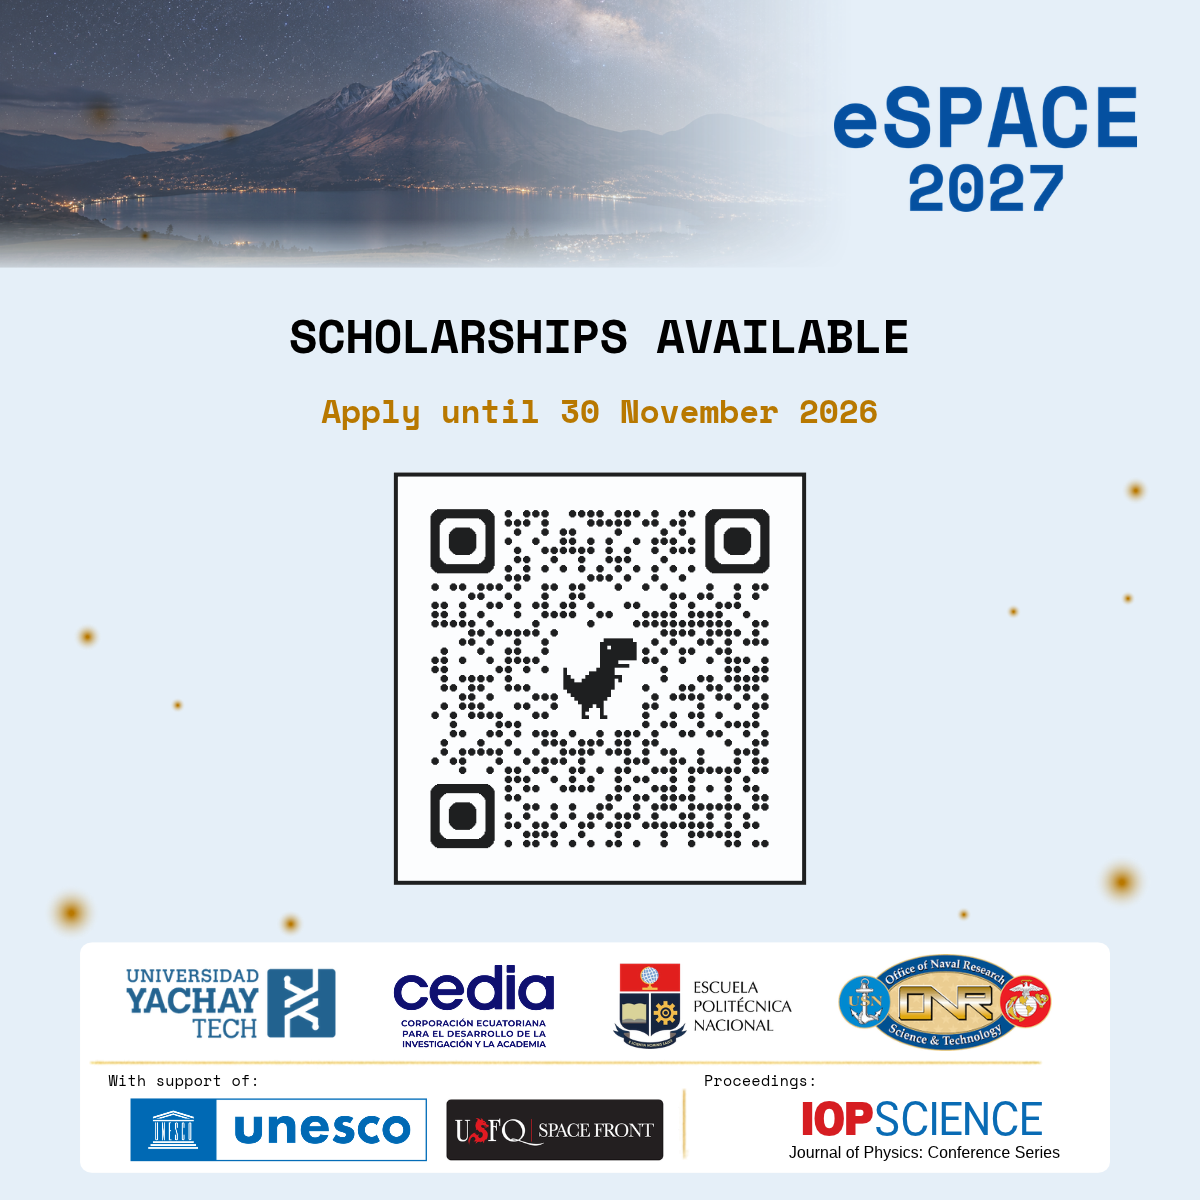 eSPACE
2027
SCHOLARSHIPS AVAILABLE
Apply until 30 November 2026
UNIVERSIDAD
YACHAY
TECH
cedia
CORPORACIÓN ECUATORIANA
PARA EL DESARROLLO DE LA
INVESTIGACIÓN Y LA ACADEMIA
ESCUELA
POLITÉCNICA
NACIONAL
Office of Naval Research
USN
ONR
Science & Technology
With support of:
UNESCO
unesco
USFQ SPACE FRONT
Proceedings:
IOPSCIENCE
Journal of Physics: Conference Series